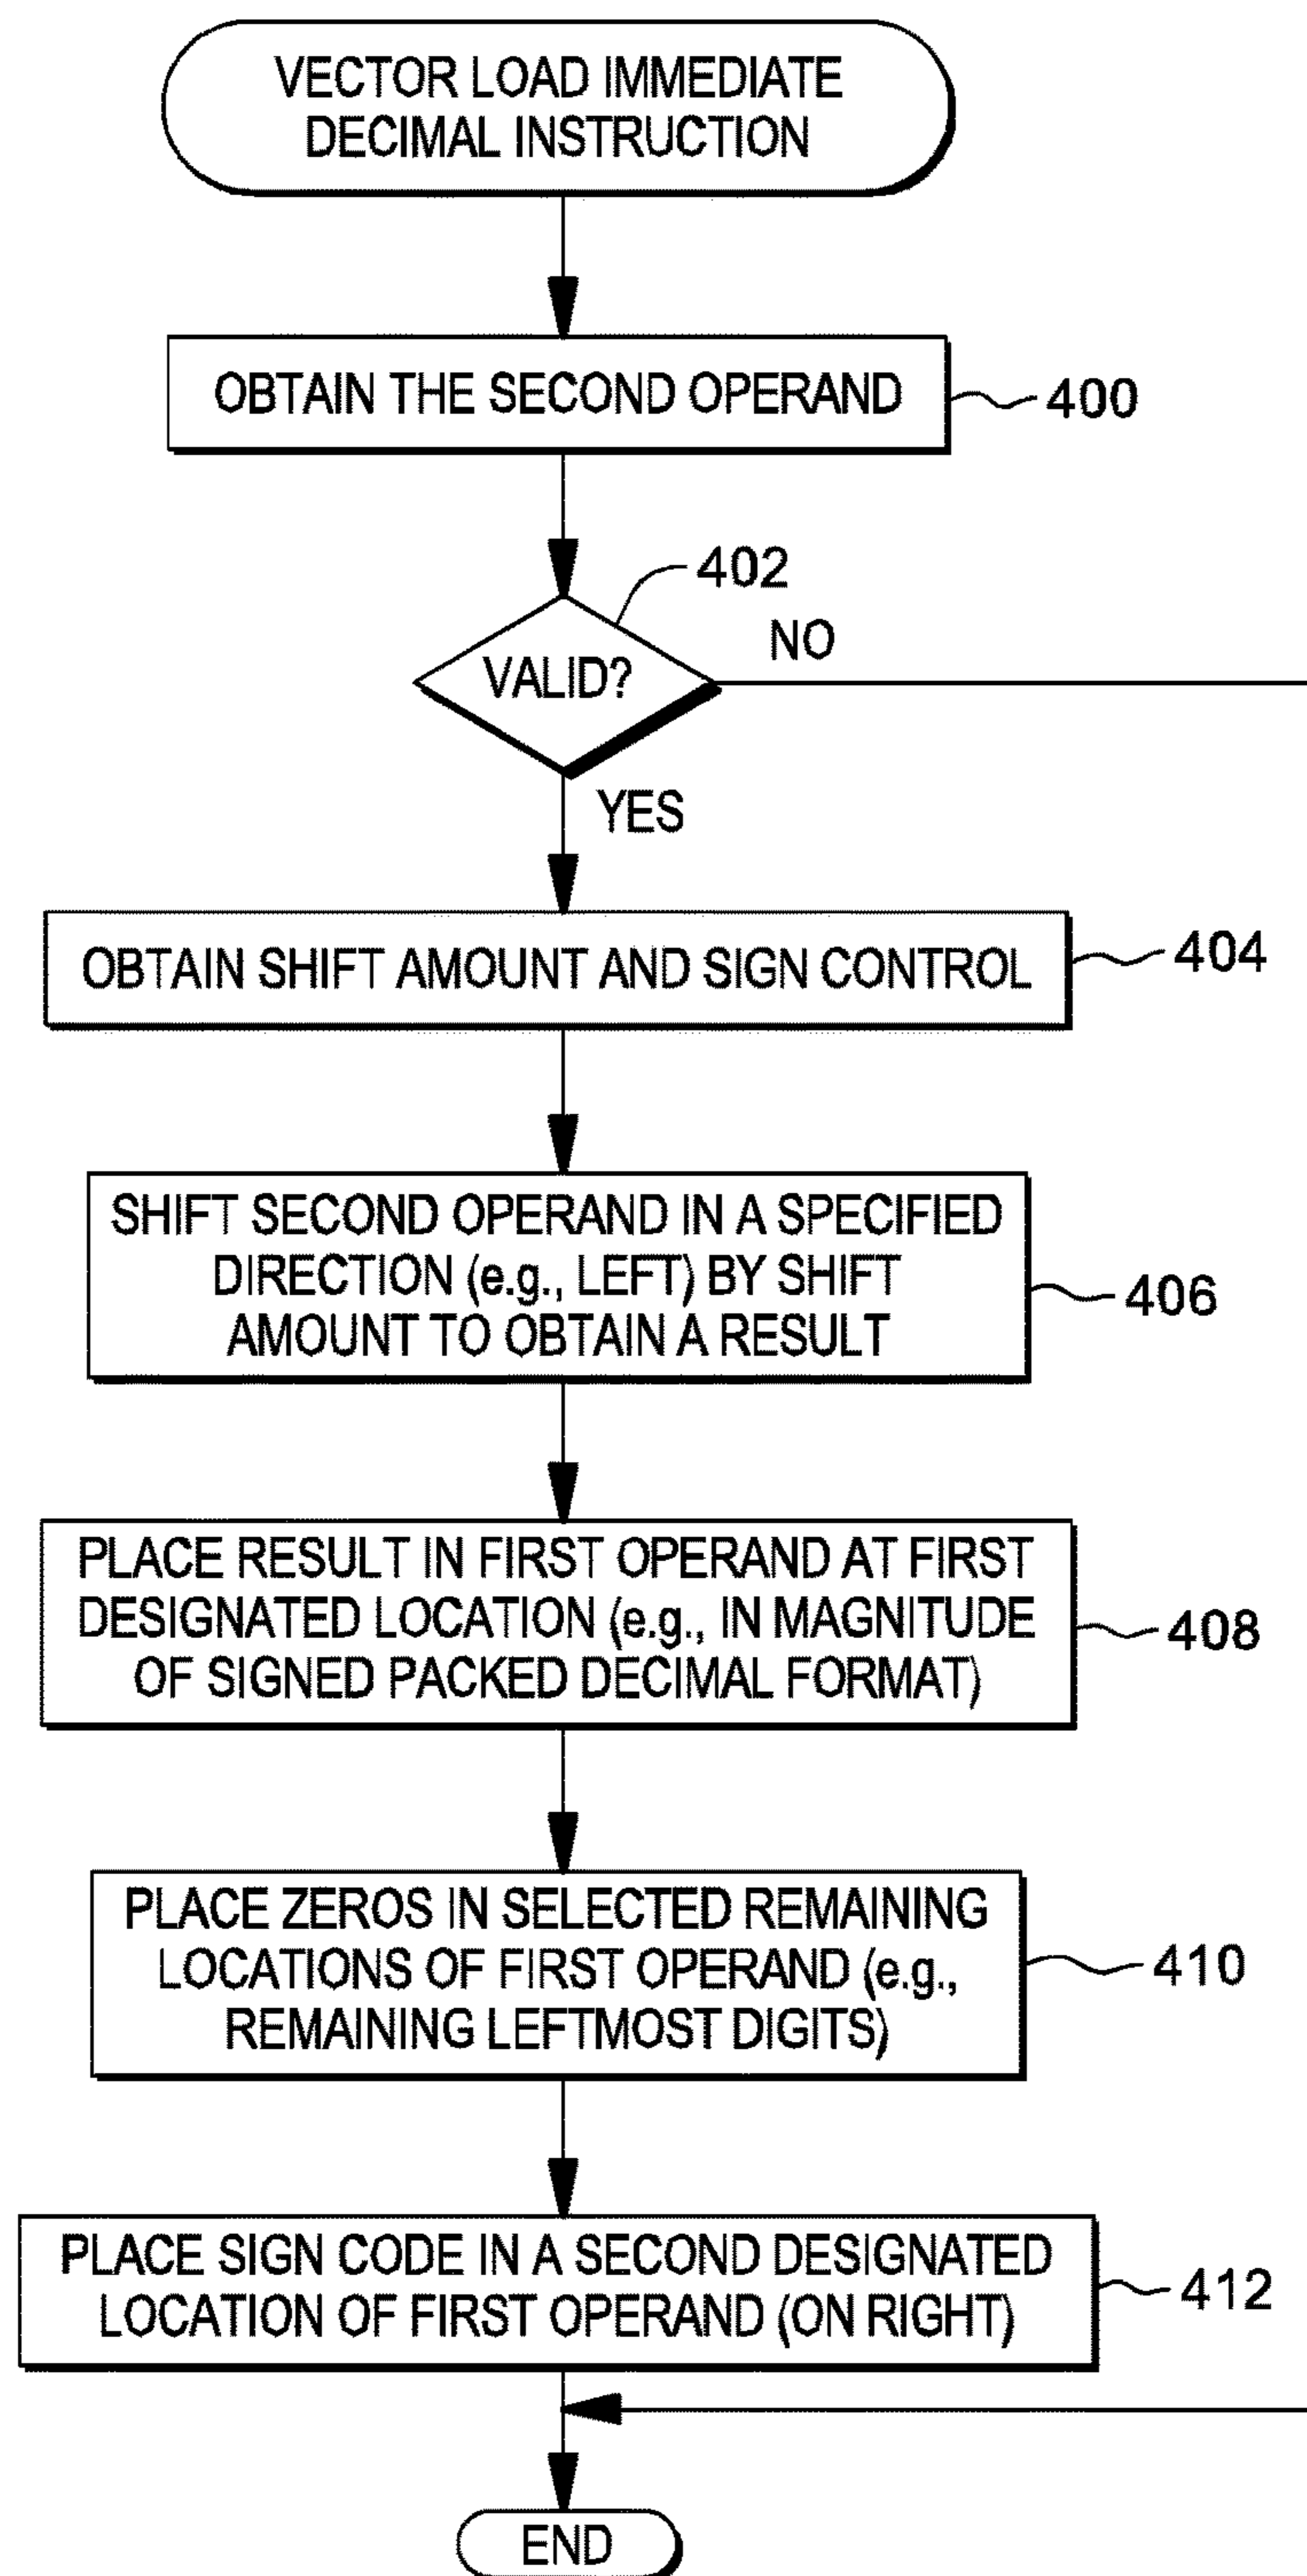 VECTOR LOAD IMMEDIATE
DECIMAL INSTRUCTION
OBTAIN THE SECOND OPERAND
400
402
VALID?
NO
YES
OBTAIN SHIFT AMOUNT AND SIGN CONTROL
404
SHIFT SECOND OPERAND IN A SPECIFIED
DIRECTION (e.g., LEFT) BY SHIFT
AMOUNT TO OBTAIN A RESULT
406
PLACE RESULT IN FIRST OPERAND AT FIRST
DESIGNATED LOCATION (e.g., IN MAGNITUDE
OF SIGNED PACKED DECIMAL FORMAT)
408
PLACE ZEROS IN SELECTED REMAINING
LOCATIONS OF FIRST OPERAND (e.g.,
REMAINING LEFTMOST DIGITS)
410
PLACE SIGN CODE IN A SECOND DESIGNATED
LOCATION OF FIRST OPERAND (ON RIGHT)
412
END